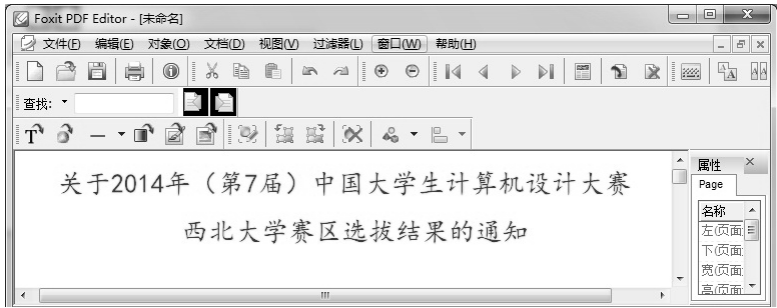 Foxit PDF Editor - [未命名]
文件(F) 编辑(E) 对象(O) 文档(D) 视图(V) 过滤器(L) 窗口(W) 帮助(H)
查找:
属性
Page
关于2014年（第7届）中国大学生计算机设计大赛
西北大学赛区选拔结果的通知
名称
左(页面
下(页面
宽(页面
高(页面